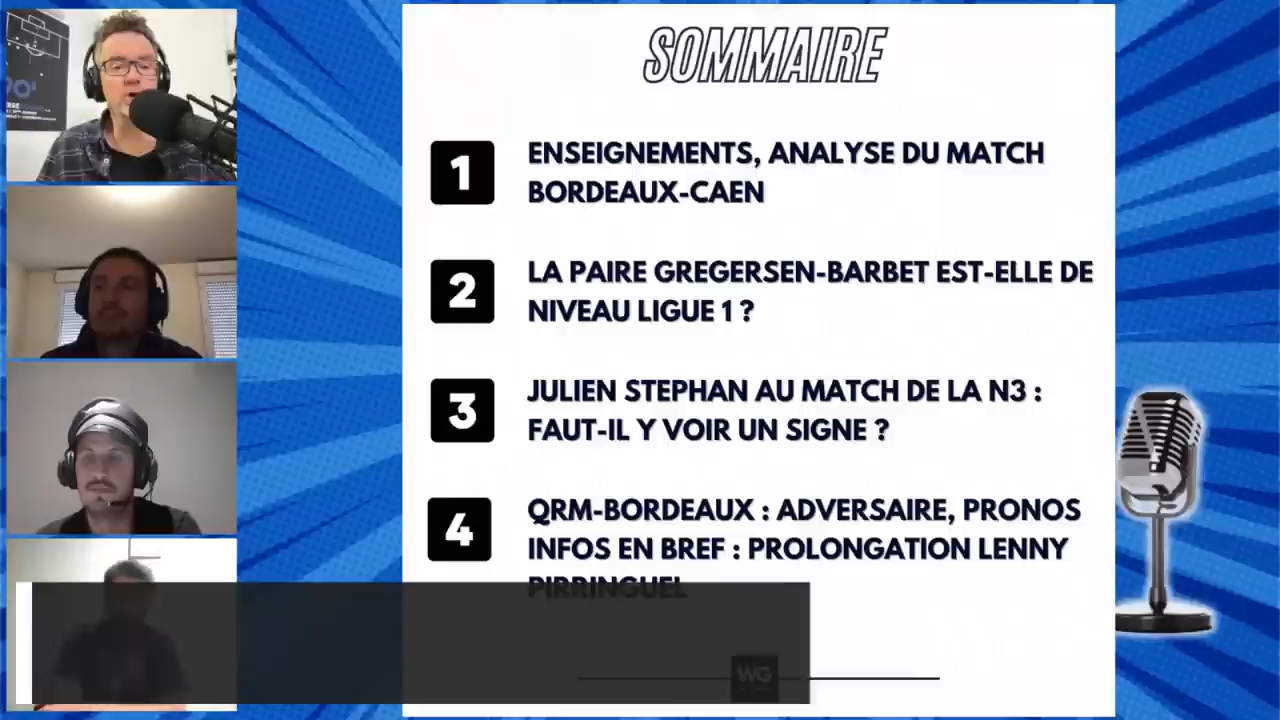 SOMMAIRE
1
ENSEIGNEMENTS, ANALYSE DU MATCH
BORDEAUX-CAEN
2
LA PAIRE GREGERSEN-BARBET EST-ELLE DE
NIVEAU LIGUE 1 ?
3
JULIEN STEPHAN AU MATCH DE LA N3 :
FAUT-IL Y VOIR UN SIGNE ?
4
QRM-BORDEAUX : ADVERSAIRE, PRONOS
INFOS EN BREF : PROLONGATION LENNY
PIRRINGUEL
WG